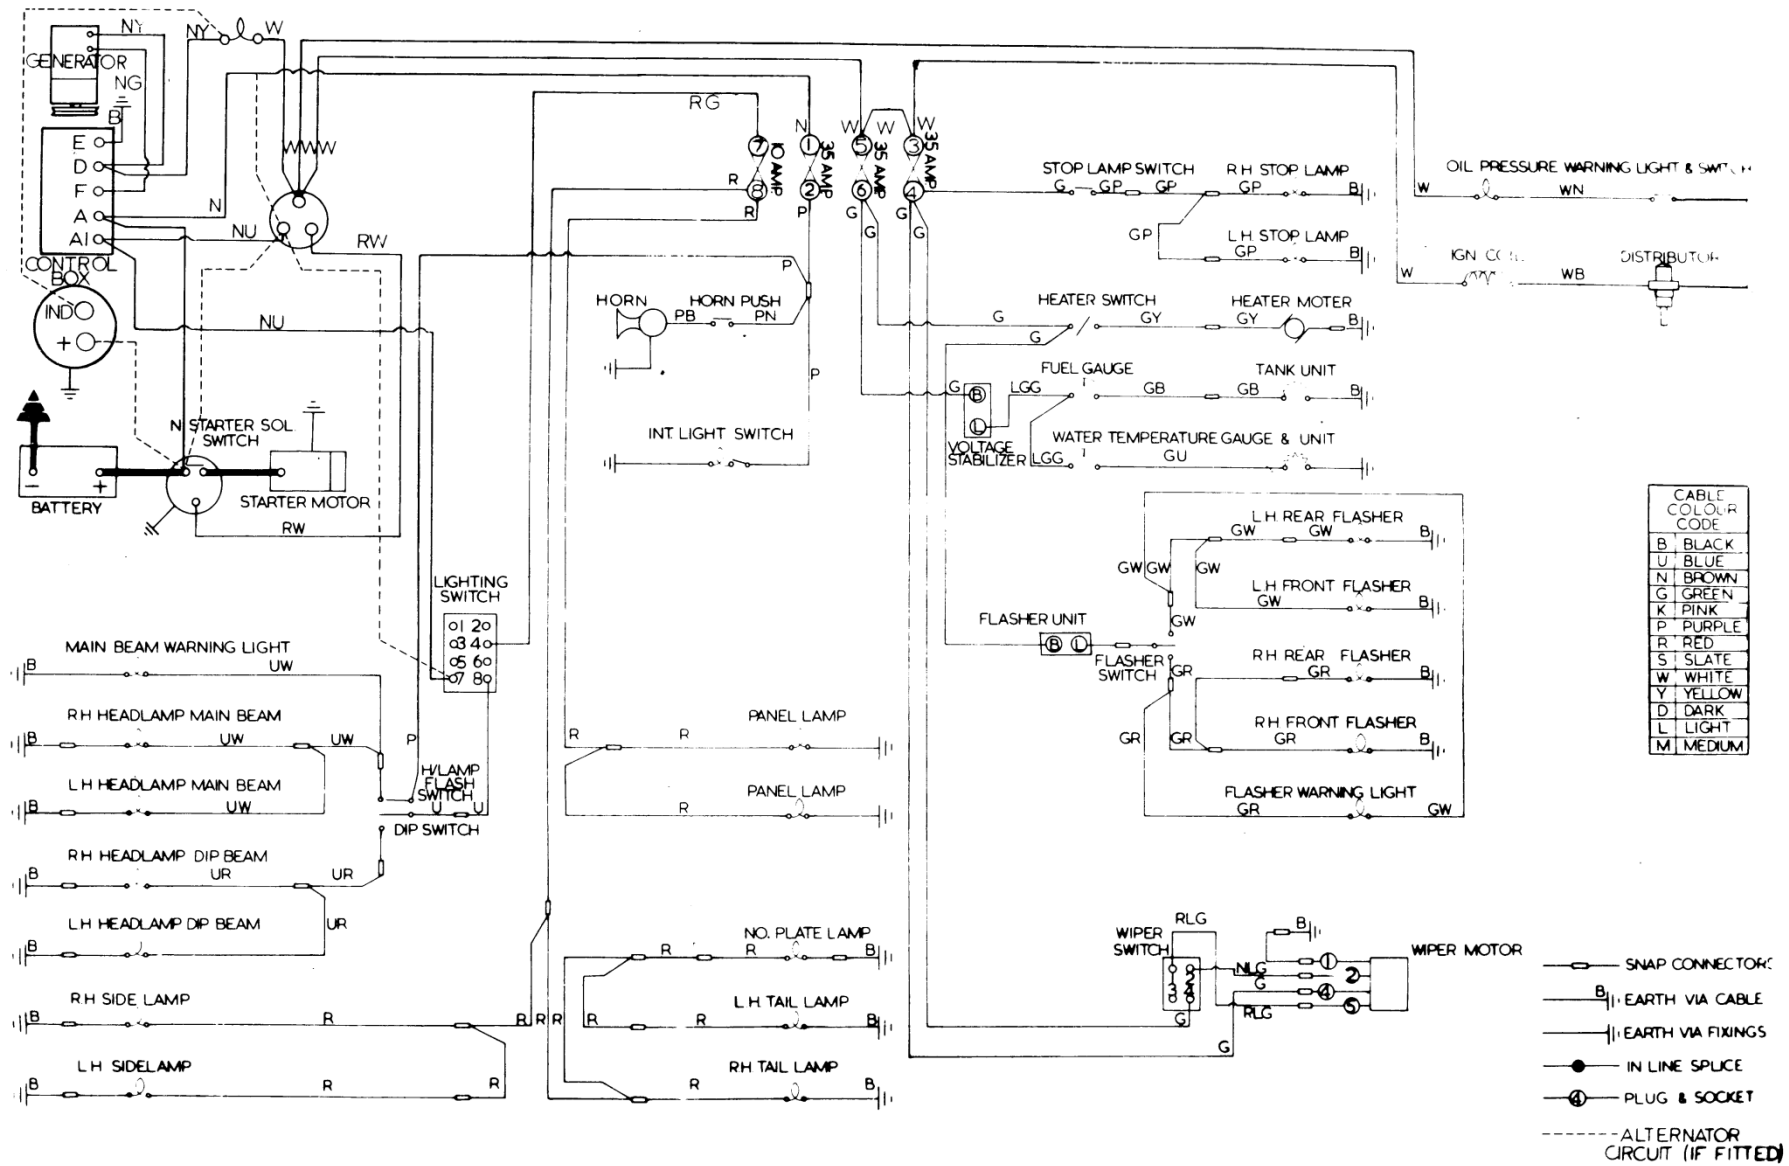 NY
NY
W
GENERATOR
NG
B
E
D
F
A
A1
CONTROL
BOX
N
NU
RW
WWW
IND
+
NU
N STARTER SOL
SWITCH
- +
BATTERY
STARTER MOTOR
RW
RG
N
W
W
W
7 10 AMP 8
1 35 AMP 2
5 35 AMP 6
3 35 AMP 4
R
R
P
G
G
G
G
STOP LAMP SWITCH
G GP GP
R H STOP LAMP
GP B
GP
L H STOP LAMP
GP B
OIL PRESSURE WARNING LIGHT &
W WN
W
WB
IGN
DISTRIBUTOR
P
HORN
HORN PUSH
PB PN
P
INT. LIGHT SWITCH
HEATER SWITCH
HEATER MOTER
G GY GY B
G
FUEL GAUGE
TANK UNIT
G B LGG GB GB B
L
VOLTAGE
STABILIZER
WATER TEMPERATURE GAUGE & UNIT
LGG GU
L H REAR FLASHER
GW GW B
GW GW GW
L H FRONT FLASHER
GW B
GW
FLASHER UNIT
B L
FLASHER
SWITCH
R H REAR FLASHER
GR GR B
R H FRONT FLASHER
GR GR GR B
FLASHER WARNING LIGHT
GR GW
CABLE
COLOUR
CODE
B BLACK
U BLUE
N BROWN
G GREEN
K PINK
P PURPLE
R RED
S SLATE
W WHITE
Y YELLOW
D DARK
L LIGHT
M MEDIUM
LIGHTING
SWITCH
1 2
3 4
5 6
7 8
MAIN BEAM WARNING LIGHT
B UW
RH HEADLAMP MAIN BEAM
B UW UW
P
L H HEADLAMP MAIN BEAM
B UW
H/LAMP
FLASH
SWITCH
U U
DIP SWITCH
RH HEADLAMP DIP BEAM
B UR UR
L H HEADLAMP DIP BEAM
B UR
R H SIDE LAMP
B R
L H SIDELAMP
B R R
R R R R
PANEL LAMP
R R
PANEL LAMP
R
NO. PLATE LAMP
R R B
L H TAIL LAMP
R R B
RH TAIL LAMP
R B
WIPER
SWITCH
RLG
B
1 2
3 4
NLG
G
RLG
G
G
1
2
4
5
WIPER MOTOR
SNAP CONNECTORS
B EARTH VIA CABLE
EARTH VIA FIXINGS
IN LINE SPLICE
4 PLUG & SOCKET
ALTERNATOR
CIRCUIT (IF FITTED)